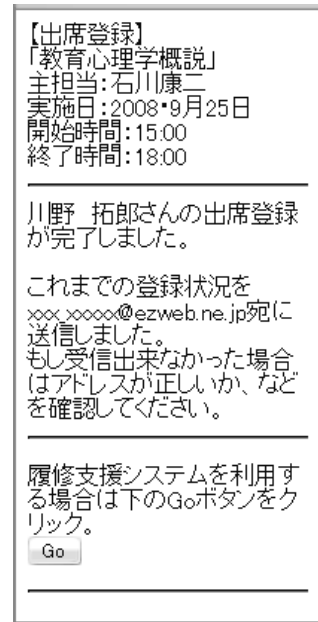 【出席登録】
「教育心理学概説」
主担当:石川康二
実施日:2008・9月25日
開始時間:15:00
終了時間:18:00
川野　拓郎さんの出席登録
が完了しました。
これまでの登録状況を
xxx_xxxxx@ezweb.ne.jp宛に
送信しました。
もし受信出来なかった場合
はアドレスが正しいか、など
を確認してください。
履修支援システムを利用す
る場合は下のGoボタンをク
リック。
Go